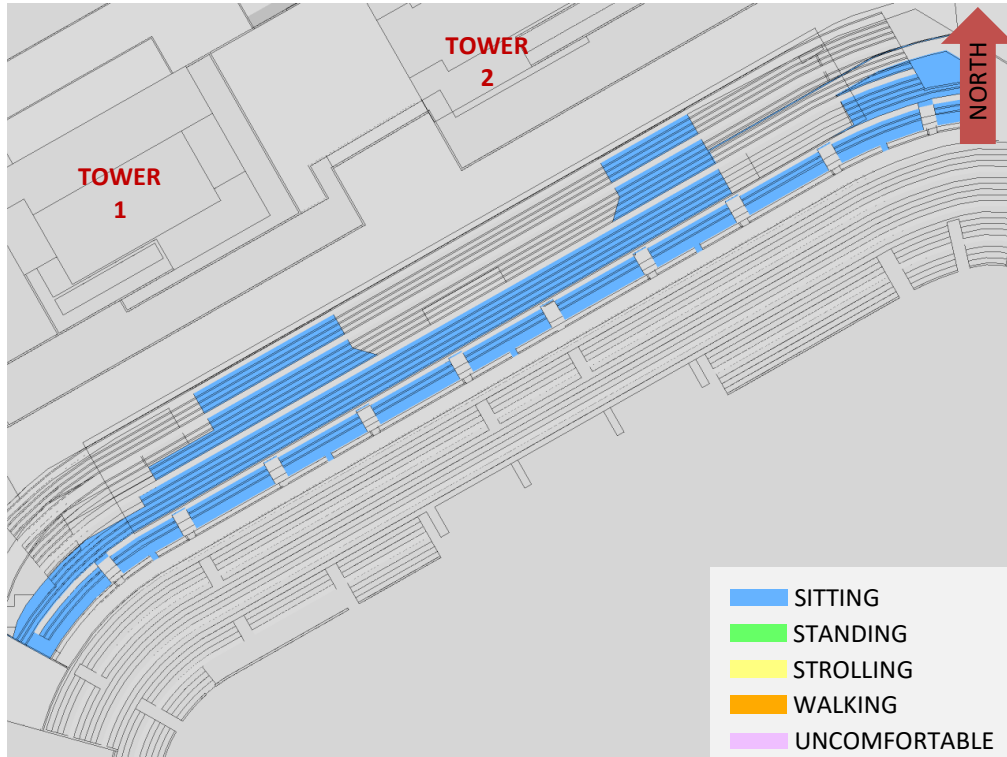 TOWER
2
NORTH
TOWER
1
SITTING
STANDING
STROLLING
WALKING
UNCOMFORTABLE